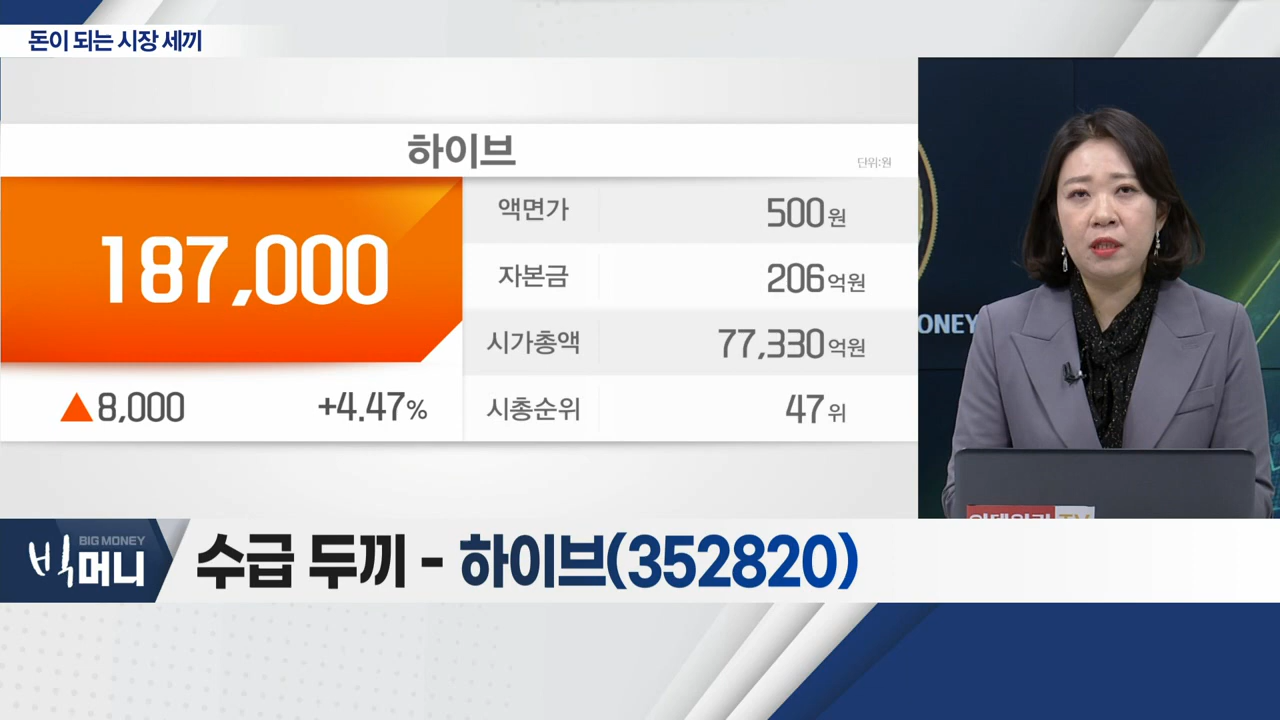 돈이 되는 시장 세끼
하이브
단위:원
187,000
▲8,000 +4.47%
액면가 500원
자본금 206억원
시가총액 77,330억원
시총순위 47위
ONEY
BIG MONEY
빅머니
수급 두끼 - 하이브(352820)